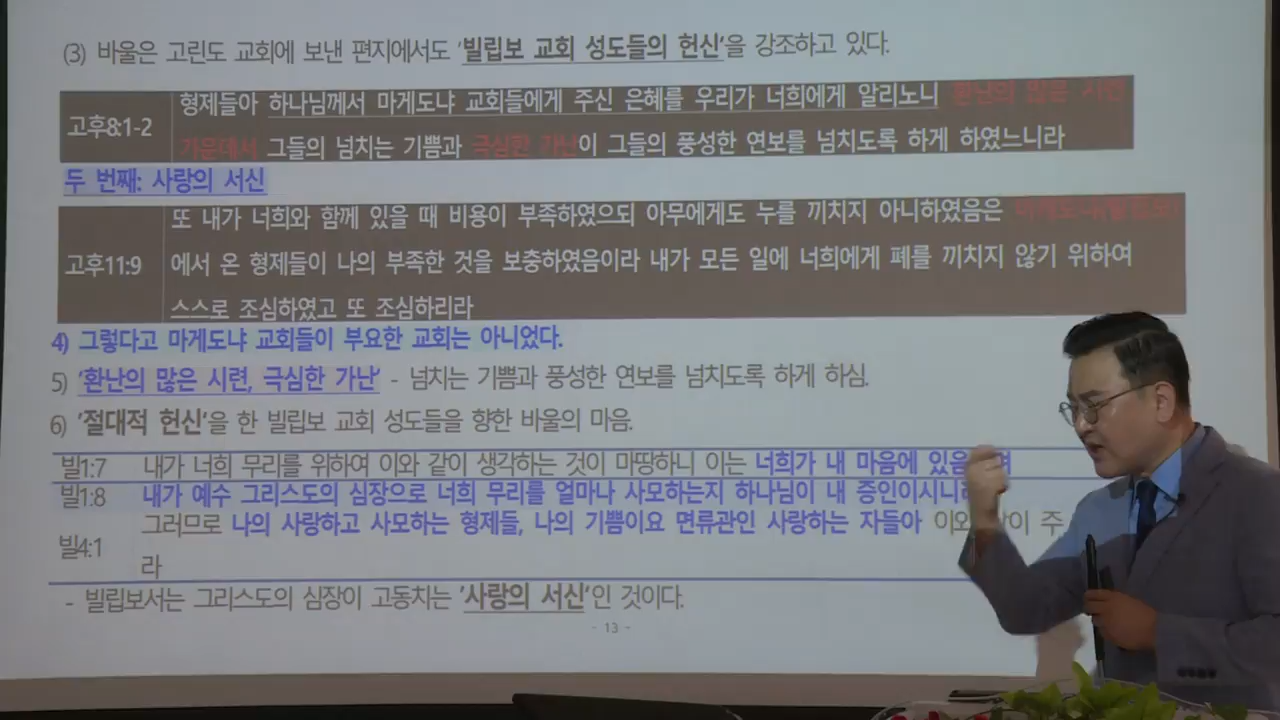 (3) 바울은 고린도 교회에 보낸 편지에서도 '빌립보 교회 성도들의 헌신'을 강조하고 있다.
고후8:1-2
형제들아 하나님께서 마게도냐 교회들에게 주신 은혜를 우리가 너희에게 알리노니 환난의 많은 시련
가운데서 그들의 넘치는 기쁨과 극심한 가난이 그들의 풍성한 연보를 넘치도록 하게 하였느니라
두 번째: 사랑의 서신
고후11:9
또 내가 너희와 함께 있을 때 비용이 부족하였으되 아무에게도 누를 끼치지 아니하였음은
에서 온 형제들이 나의 부족한 것을 보충하였음이라 내가 모든 일에 너희에게 폐를 끼치지 않기 위하여
스스로 조심하였고 또 조심하리라
4) 그렇다고 마게도냐 교회들이 부요한 교회는 아니었다.
5) '환난의 많은 시련, 극심한 가난' - 넘치는 기쁨과 풍성한 연보를 넘치도록 하게 하심.
6) '절대적 헌신'을 한 빌립보 교회 성도들을 향한 바울의 마음.
빌1:7 내가 너희 무리를 위하여 이와 같이 생각하는 것이 마땅하니 이는 너희가 내 마음에 있음
빌1:8 내가 예수 그리스도의 심장으로 너희 무리를 얼마나 사모하는지 하나님이 내 증인이시니
빌4:1
그러므로 나의 사랑하고 사모하는 형제들, 나의 기쁨이요 면류관인 사랑하는 자들아 이와 이 주
라
- 빌립보서는 그리스도의 심장이 고동치는 '사랑의 서신'인 것이다.
- 13 -